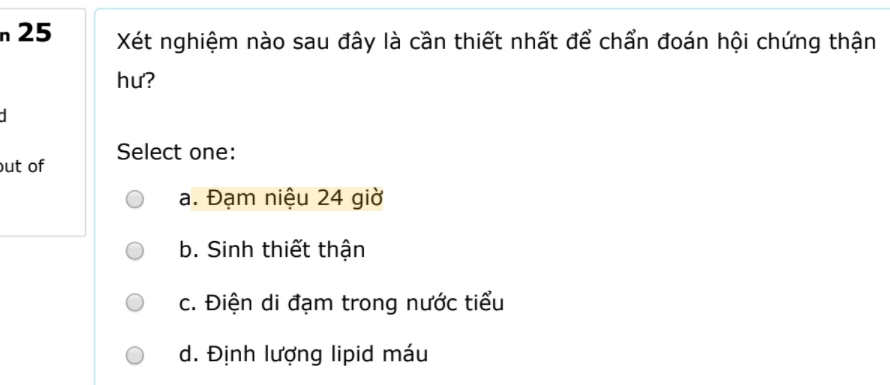 n 25
d
out of
Xét nghiệm nào sau đây là cần thiết nhất để chẩn đoán hội chứng thận
hư?
Select one:
a. Đạm niệu 24 giờ
b. Sinh thiết thận
c. Điện di đạm trong nước tiểu
d. Định lượng lipid máu